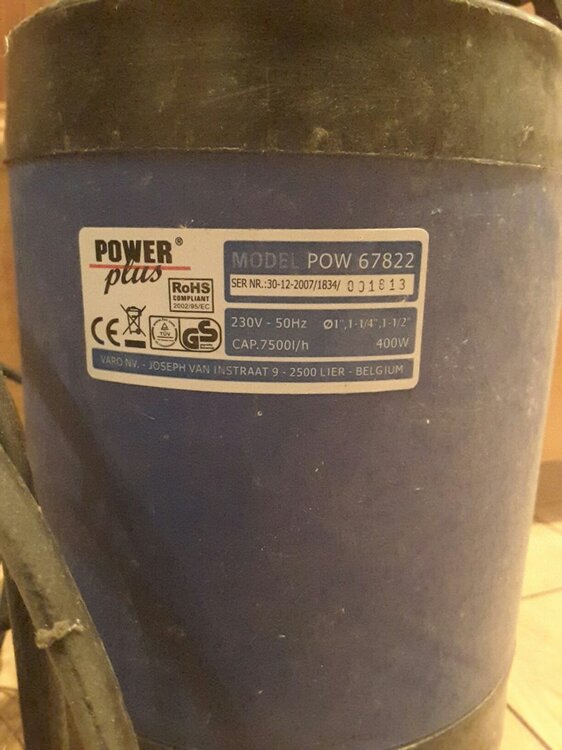 POWER®
plus
RoHS
COMPLIANT
2002/95/EC
CE
TÜV
GS
MODEL POW 67822
SER NR.:30-12-2007/1834/ 001813
230V - 50Hz Ø1",1-1/4",1-1/2"
CAP.7500l/h 400W
VARO NV. - JOSEPH VAN INSTRAAT 9 - 2500 LIER - BELGIUM